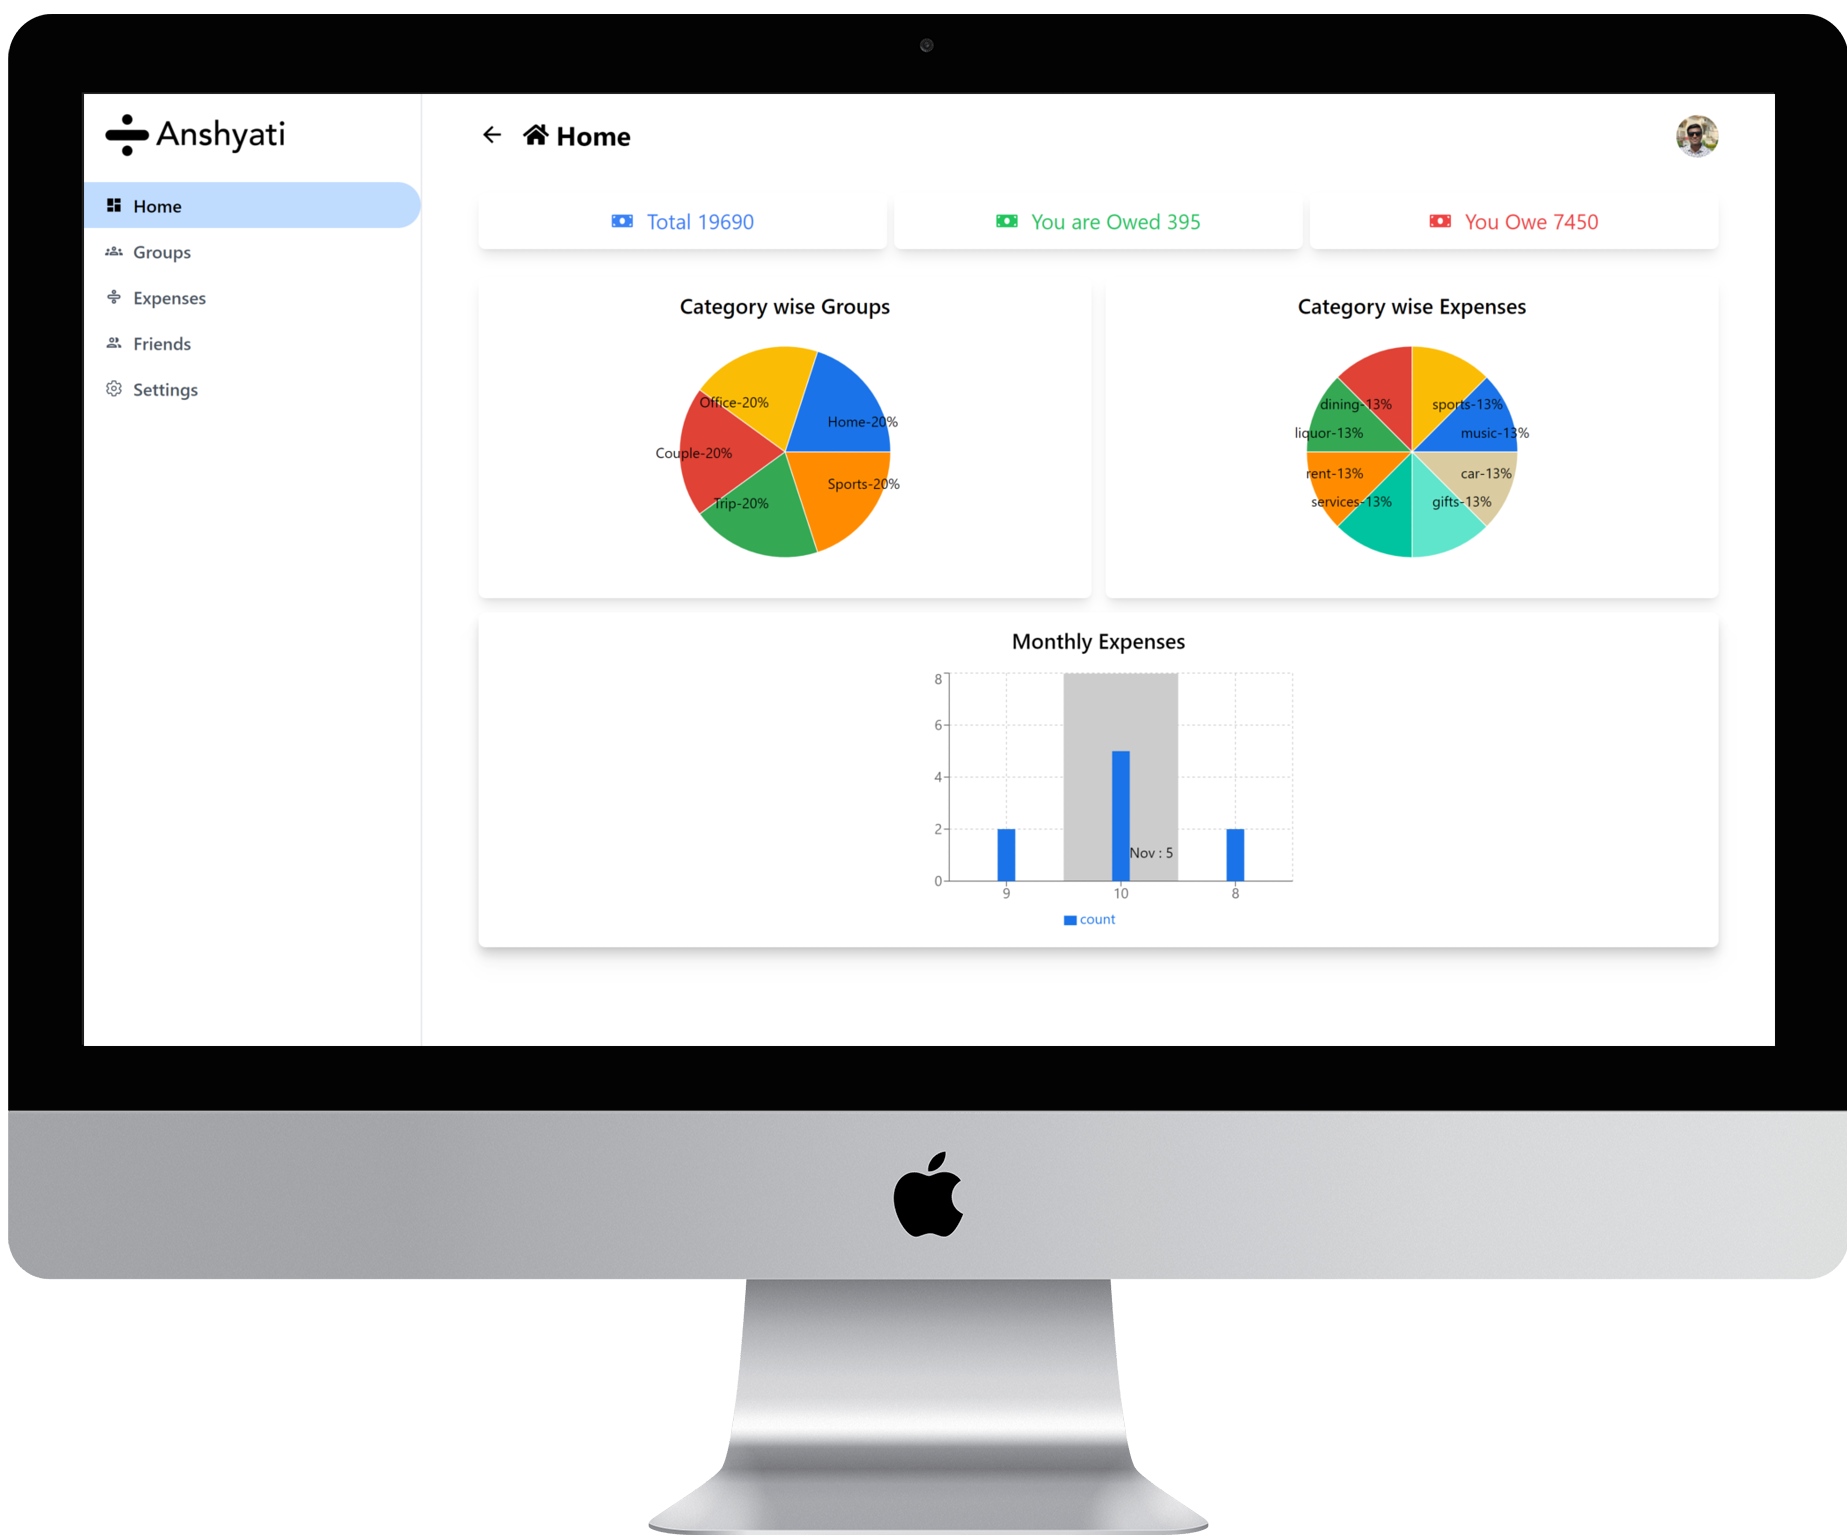 Anshyati
Home
Groups
Expenses
Friends
Settings
Home
Total 19690
You are Owed 395
You Owe 7450
Category wise Groups
Office-20%
Home-20%
Couple-20%
Sports-20%
Trip-20%
Category wise Expenses
dining-13%
sports-13%
liquor-13%
music-13%
rent-13%
car-13%
services-13%
gifts-13%
Monthly Expenses
8
6
4
2
0
Nov : 5
9
10
8
count